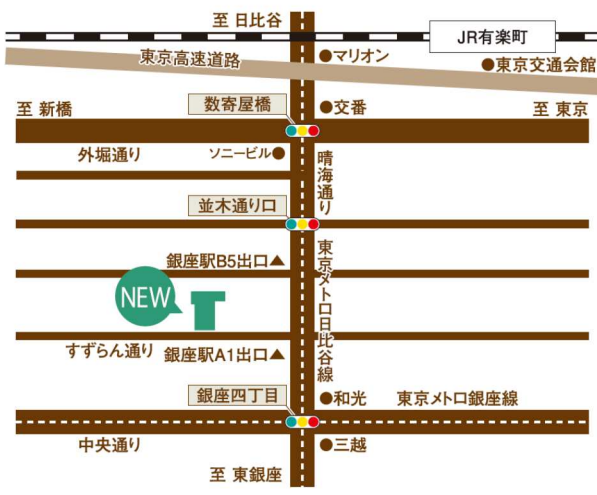 至 日比谷
JR有楽町
東京高速道路
●マリオン
●東京交通会館
至 新橋
数寄屋橋
●交番
至 東京
外堀通り
ソニービル●
晴海通り
並木通り口
銀座駅B5出口▲
東京メトロ日比谷線
NEW
すずらん通り
銀座駅A1出口▲
銀座四丁目
●和光
東京メトロ銀座線
中央通り
●三越
至 東銀座